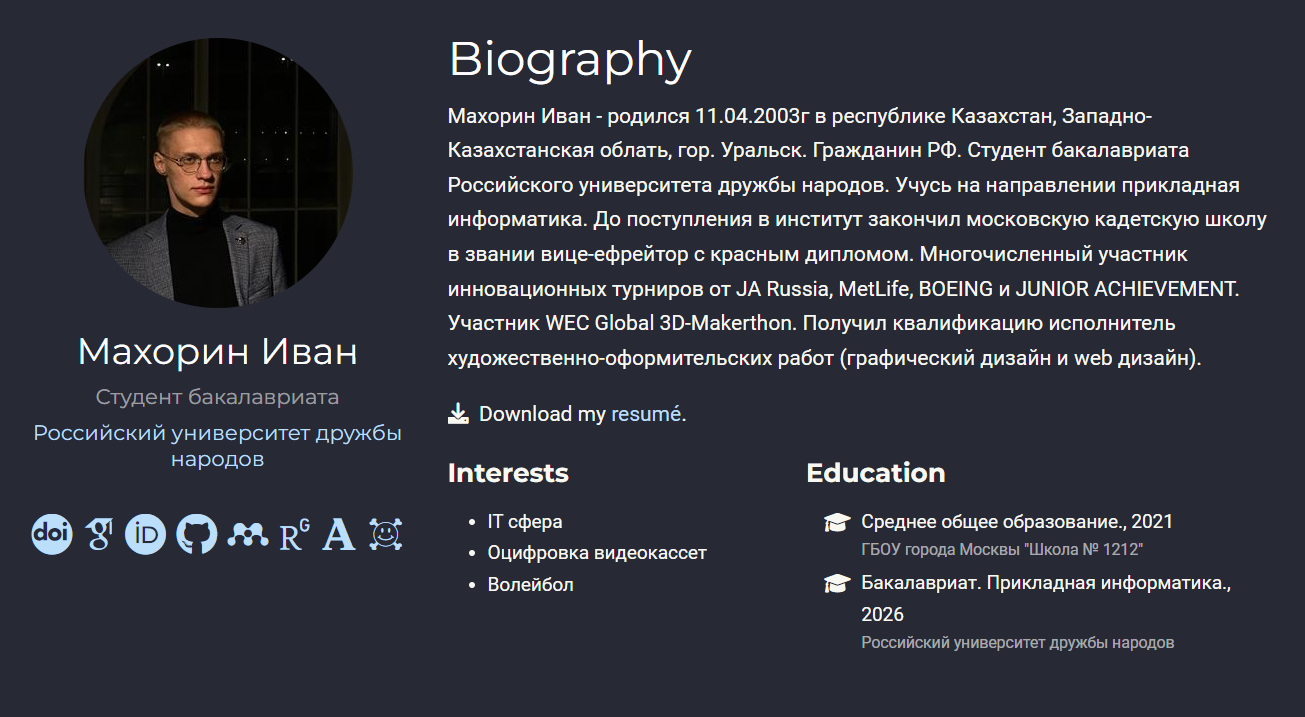 Biography
Махорин Иван - родился 11.04.2003г в республике Казахстан, Западно-
Казахстанская облать, гор. Уральск. Гражданин РФ. Студент бакалавриата
Российского университета дружбы народов. Учусь на направлении прикладная
информатика. До поступления в институт закончил московскую кадетскую школу
в звании вице-ефрейтор с красным дипломом. Многочисленный участник
инновационных турниров от JA Russia, MetLife, BOEING и JUNIOR ACHIEVEMENT.
Участник WEC Global 3D-Makerthon. Получил квалификацию исполнитель
художественно-оформительских работ (графический дизайн и web дизайн).
Махорин Иван
Студент бакалавриата
Российский университет дружбы
народов
doi
iD
R G
A
Download my resumé.
Interests
IT сфера
Оцифровка видеокассет
Волейбол
Education
Среднее общее образование., 2021
ГБОУ города Москвы "Школа № 1212"
Бакалавриат. Прикладная информатика.,
2026
Российский университет дружбы народов